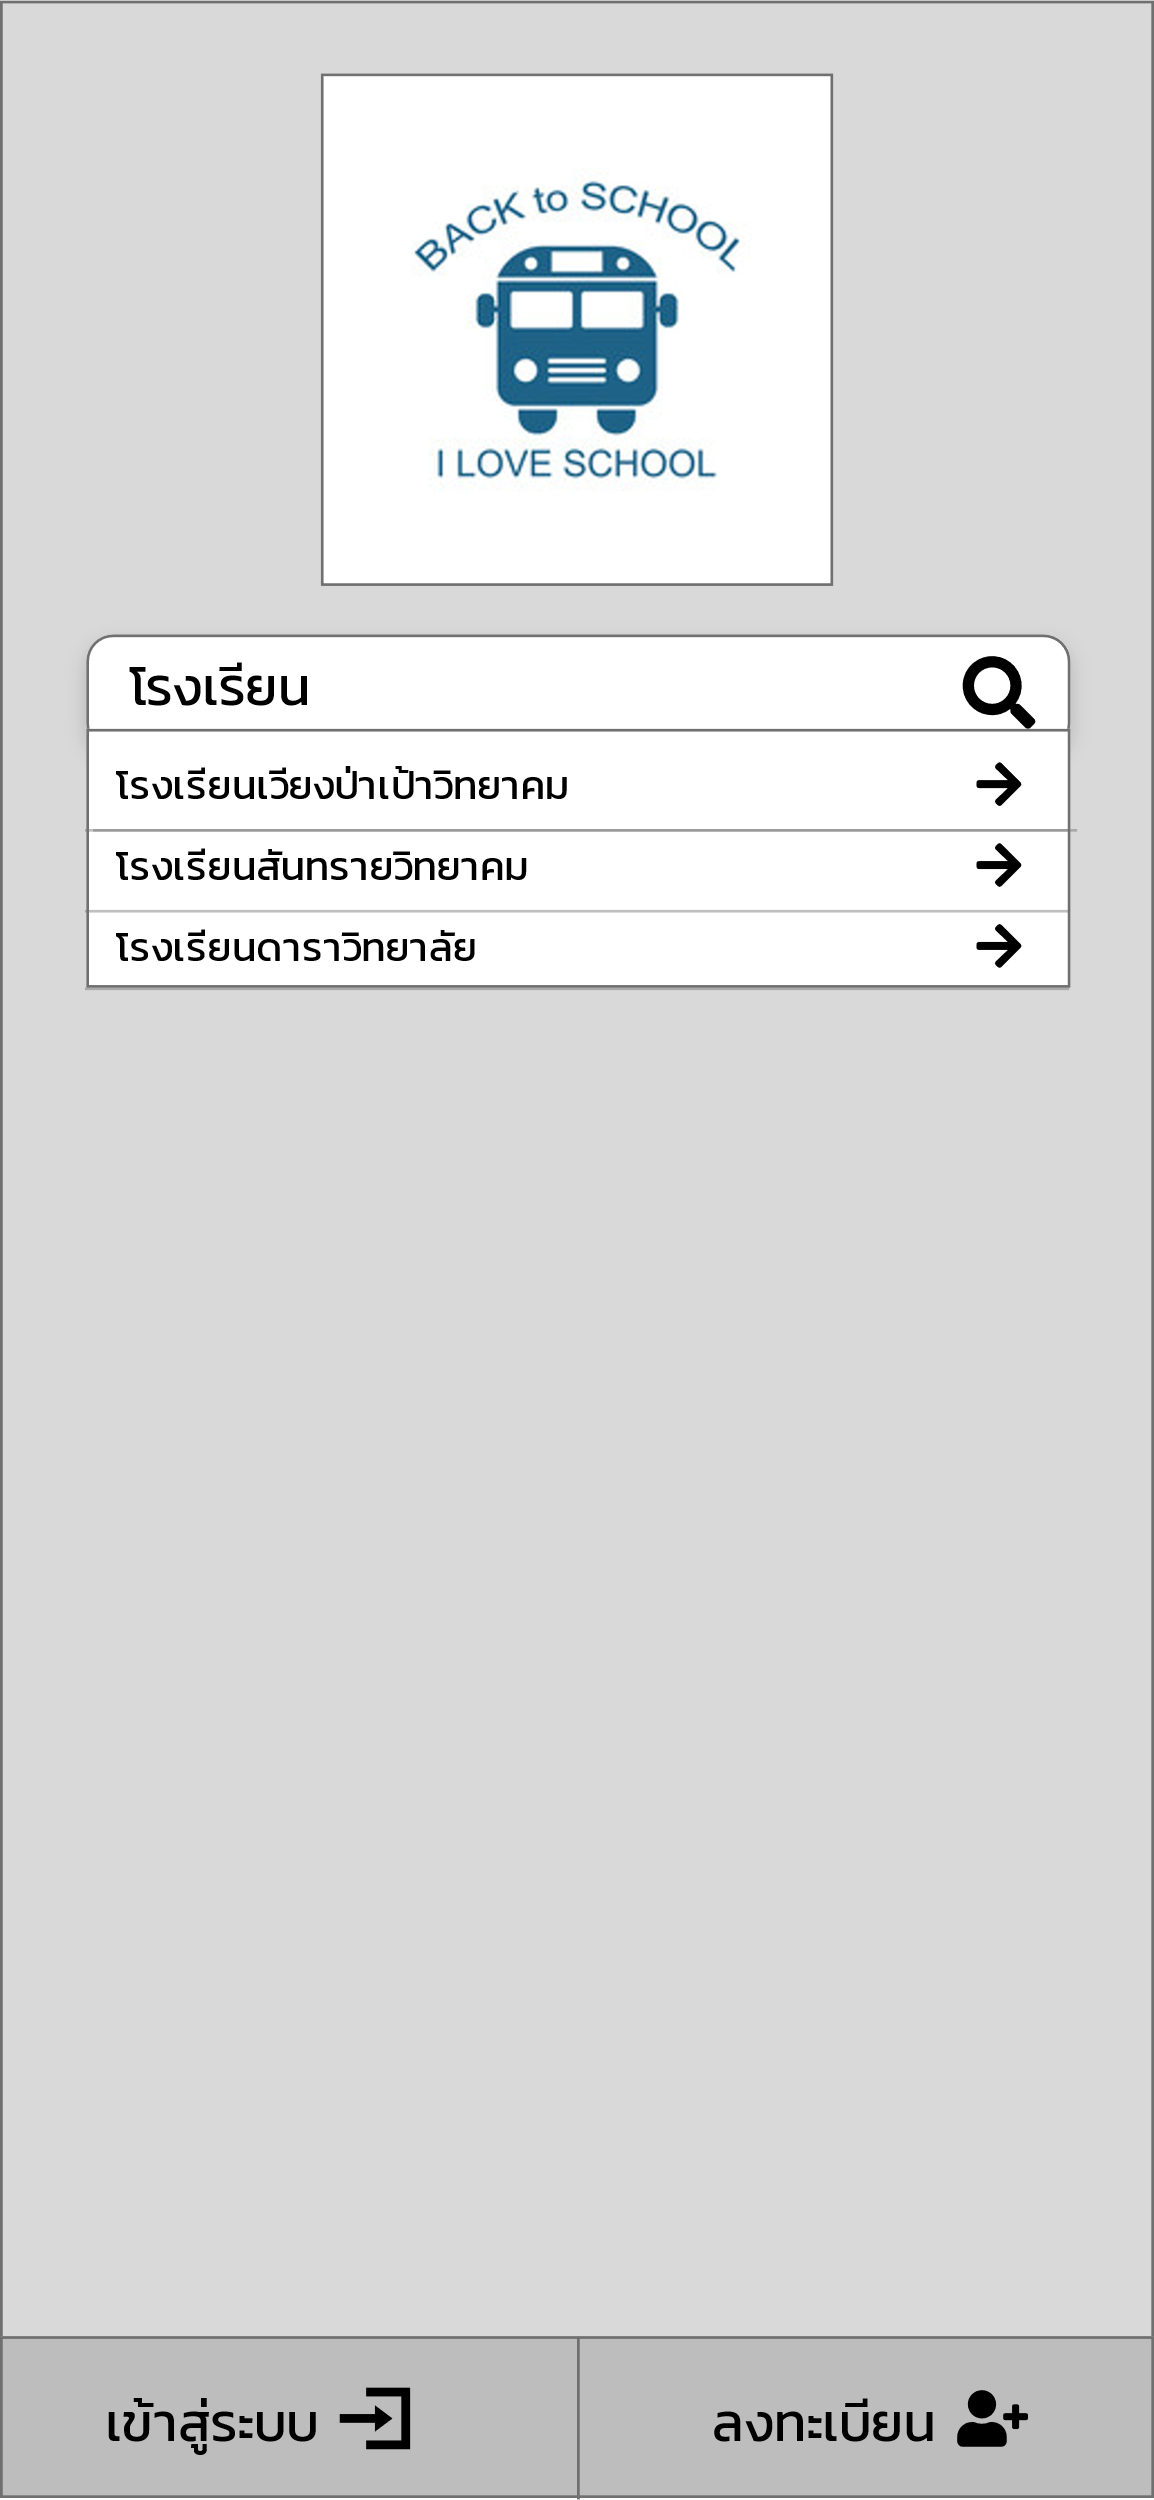 BACK to SCHOOL
I LOVE SCHOOL
โรงเรียน
โรงเรียนเวียงป่าเป้าวิทยาคม
โรงเรียนสันทรายวิทยาคม
โรงเรียนดาราวิทยาลัย
เข้าสู่ระบบ
ลงทะเบียน